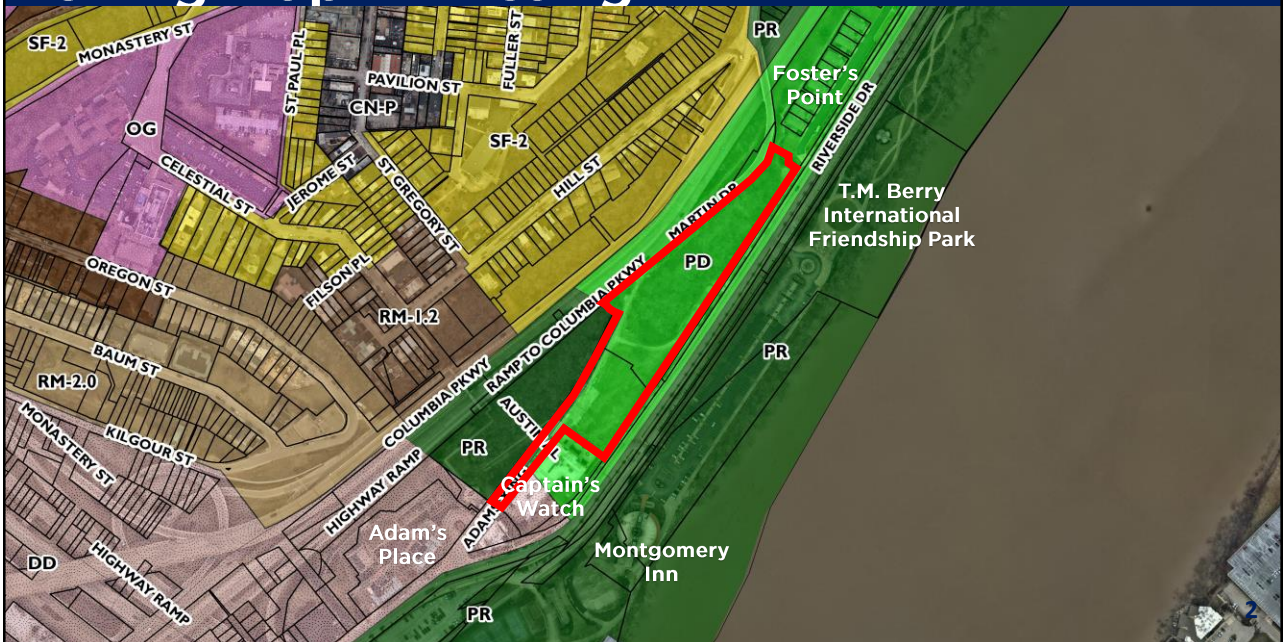 SF-2
MONASTERY ST
ST PAUL PL
PAVILION ST
FULLER ST
PR
Foster's
Point
CN-P
OG
SF-2
RIVERSIDE DR
CELESTIAL ST
JEROME ST
ST GREGORY ST
HILL ST
T.M. Berry
International
Friendship Park
MARTIN DR
PD
OREGON ST
FILSON PL
RM-1.2
RAMP TO COLUMBIA PKWY
BAUM ST
RM-2.0
PR
COLUMBIA PKWY
MONASTERY ST
KILGOUR ST
PR
HIGHWAY RAMP
Captain's
Watch
Adam's
Place
Montgomery
Inn
DD
HIGHWAY RAMP
PR
2